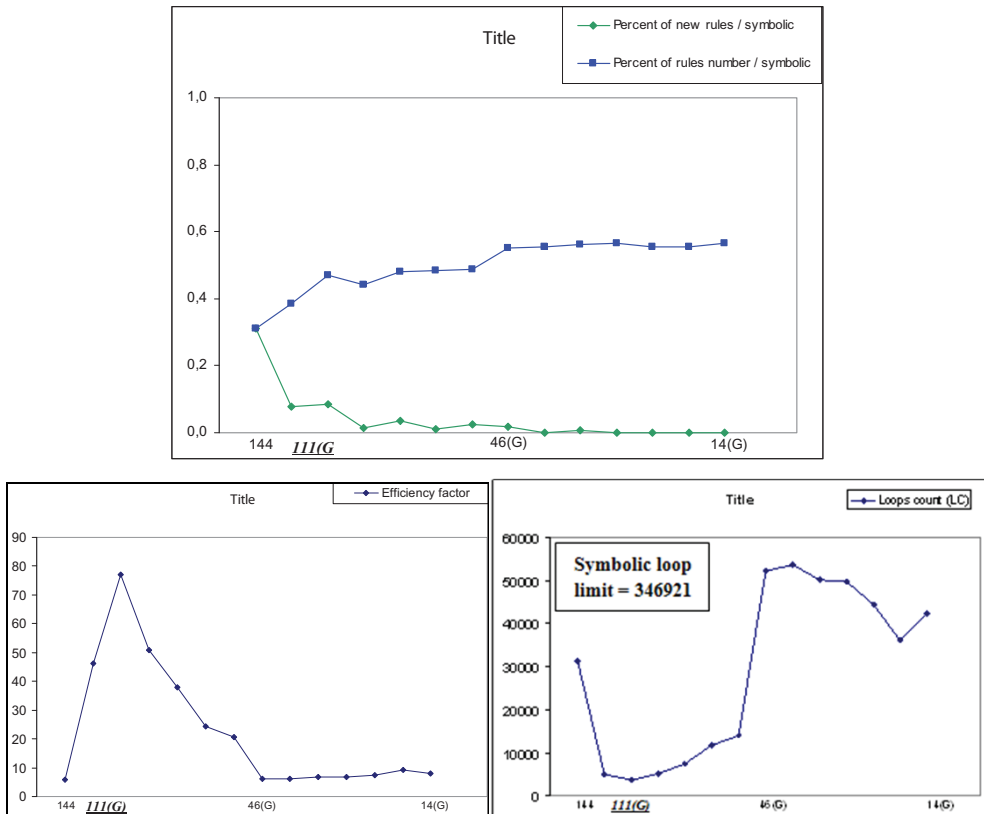 Title
Percent of new rules / symbolic
Percent of rules number / symbolic
1,0
0,8
0,6
0,4
0,2
0,0
144 111(G 46(G) 14(G)
Title
Efficiency factor
90
80
70
60
50
40
30
20
10
0
144 111(G) 46(G) 14(G)
Title
Loops count (LC)
Symbolic loop
limit = 346921
60000
50000
40000
30000
20000
10000
0
144 111(G) 46(G) 14(G)